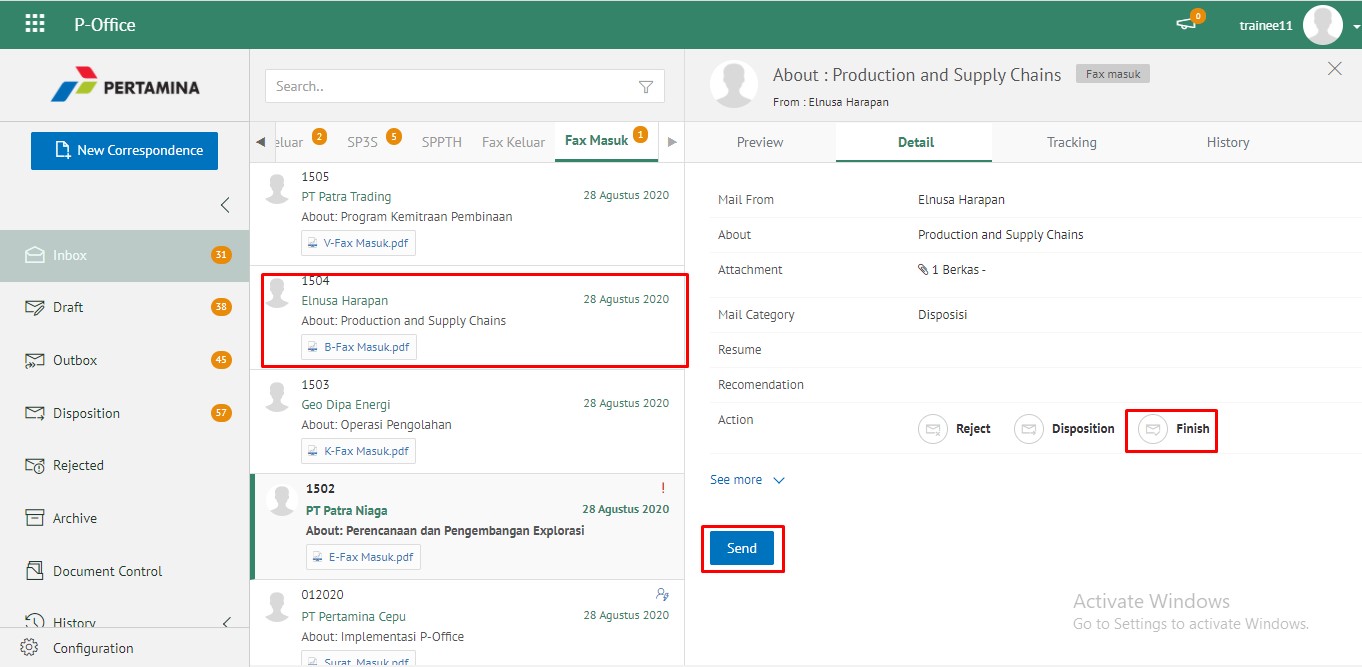 P-Office
0
trainee11
PERTAMINA
New Correspondence
Inbox 31
Draft 38
Outbox 45
Disposition 57
Rejected
Archive
Document Control
History
Configuration
Search..
eluar 2 SP3S 5 SPPTH Fax Keluar Fax Masuk 1
1505
PT Patra Trading 28 Agustus 2020
About: Program Kemitraan Pembinaan
V-Fax Masuk.pdf
1504
Elnusa Harapan 28 Agustus 2020
About: Production and Supply Chains
B-Fax Masuk.pdf
1503
Geo Dipa Energi 28 Agustus 2020
About: Operasi Pengolahan
K-Fax Masuk.pdf
1502 !
PT Patra Niaga 28 Agustus 2020
About: Perencanaan dan Pengembangan Explorasi
E-Fax Masuk.pdf
012020
PT Pertamina Cepu 28 Agustus 2020
About: Implementasi P-Office
Surat Masuk.pdf
About : Production and Supply Chains Fax masuk
From : Elnusa Harapan
Preview Detail Tracking History
Mail From Elnusa Harapan
About Production and Supply Chains
Attachment 1 Berkas -
Mail Category Disposisi
Resume
Recomendation
Action Reject Disposition Finish
See more
Send
Activate Windows
Go to Settings to activate Windows.